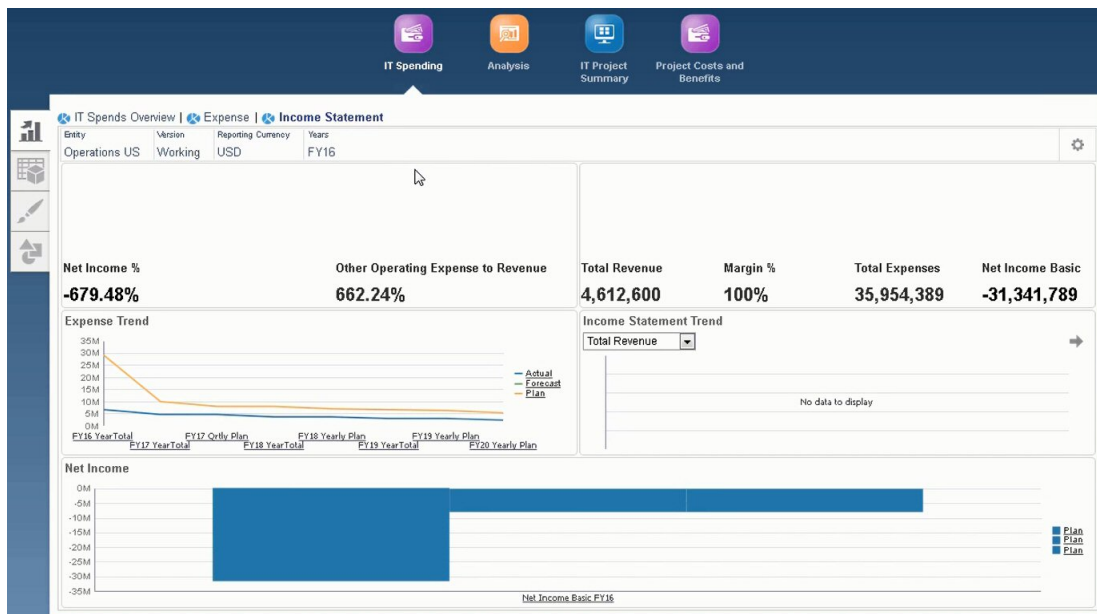 IT Spending
Analysis
IT Project Summary
Project Costs and Benefits
IT Spends Overview | Expense | Income Statement
Entity Version Reporting Currency Years
Operations US Working USD FY16
Net Income % Other Operating Expense to Revenue Total Revenue Margin % Total Expenses Net Income Basic
-679.48% 662.24% 4,612,600 100% 35,954,389 -31,341,789
Expense Trend
35M
30M
25M
20M
15M
10M
5M
0M
FY16 YearTotal
FY17 YearTotal
FY17 Qrtly Plan
FY18 YearTotal
FY18 Yearly Plan
FY19 YearTotal
FY19 Yearly Plan
FY20 Yearly Plan
Actual
Forecast
Plan
Income Statement Trend
Total Revenue
No data to display
Net Income
0M
-5M
-10M
-15M
-20M
-25M
-30M
-35M
Net Income Basic FY16
Plan
Plan
Plan